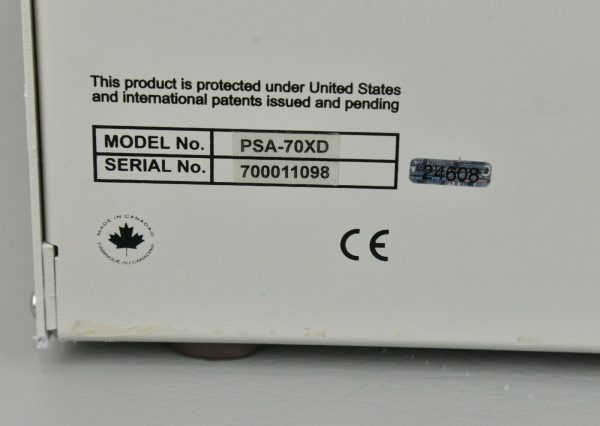 This product is protected under United States
and international patents issued and pending
MODEL No. PSA-70XD
SERIAL No. 700011098
24608
MADE IN CANADA
FABRIQUÉ AU CANADA
CE